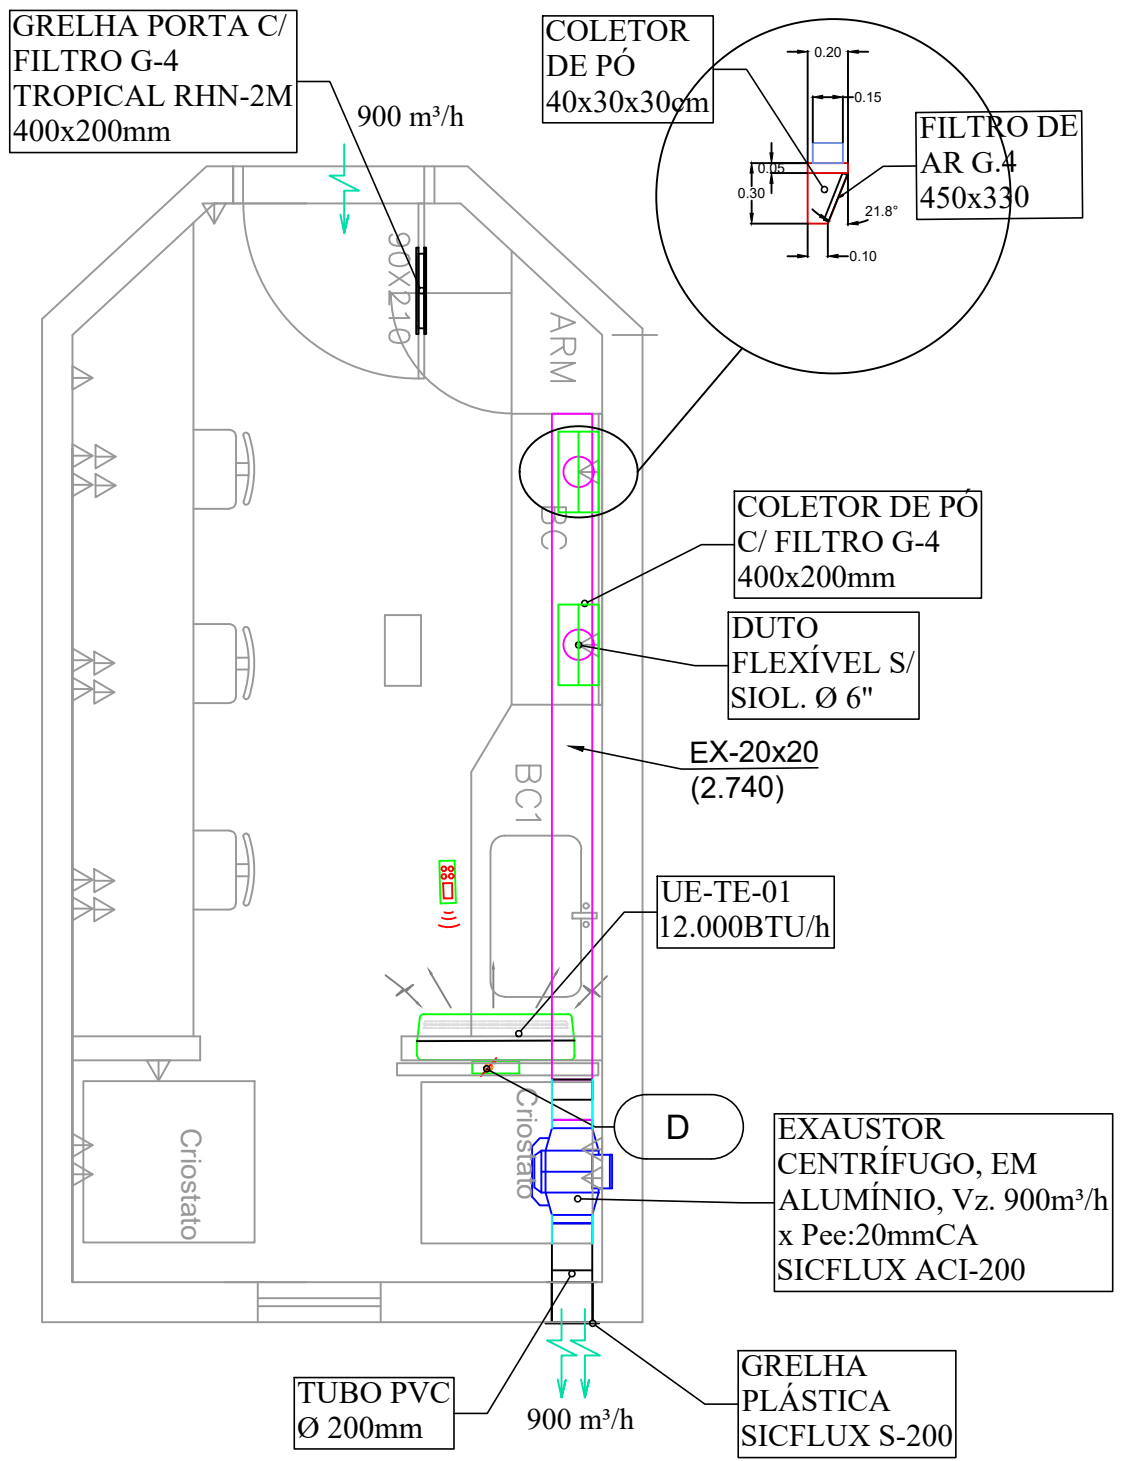 GRELHA PORTA C/
FILTRO G-4
TROPICAL RHN-2M
400x200mm
900 m³/h
COLETOR
DE PÓ
40x30x30cm
0.20
0.15
0.05
0.30
21.8°
0.10
FILTRO DE
AR G.4
450x330
90X210
ARM
BC
COLETOR DE PÓ
C/ FILTRO G-4
400x200mm
DUTO
FLEXÍVEL S/
SIOL. Ø 6"
EX-20x20
(2.740)
BC1
UE-TE-01
12.000BTU/h
D
Criostato
Criostato
EXAUSTOR
CENTRÍFUGO, EM
ALUMÍNIO, Vz. 900m³/h
x Pee:20mmCA
SICFLUX ACI-200
TUBO PVC
Ø 200mm
900 m³/h
GRELHA
PLÁSTICA
SICFLUX S-200